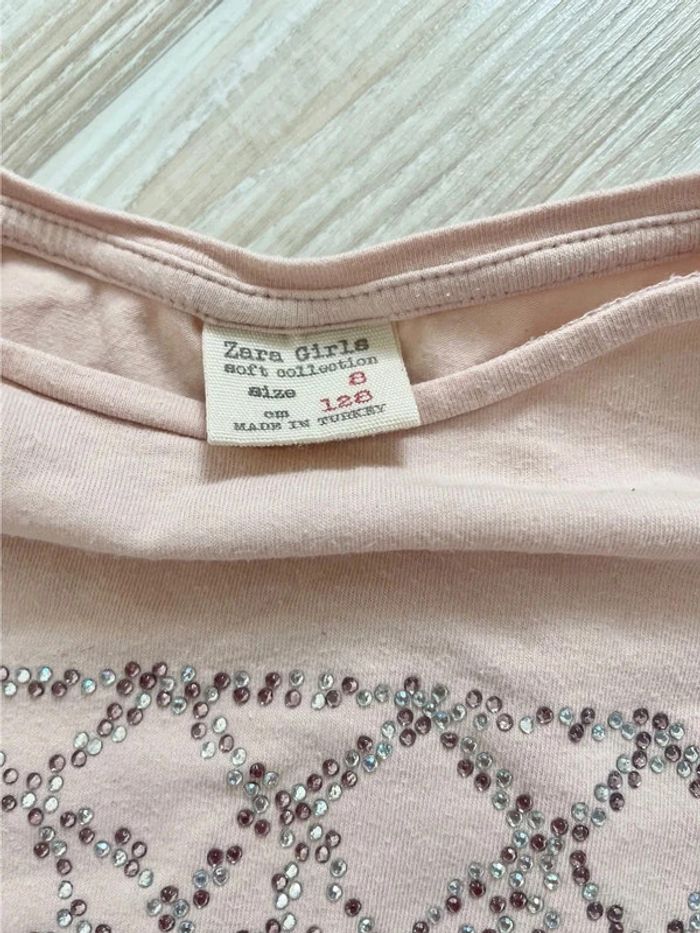 Zara Girls
soft collection
size 8
cm 128
MADE IN TURKEY